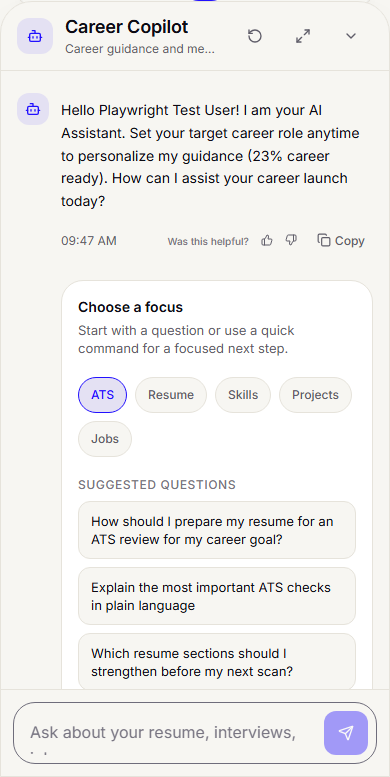 Career Copilot
Career guidance and me...
Hello Playwright Test User! I am your AI
Assistant. Set your target career role anytime
to personalize my guidance (23% career
ready). How can I assist your career launch
today?
09:47 AM
Was this helpful?
Copy
Choose a focus
Start with a question or use a quick
command for a focused next step.
ATS
Resume
Skills
Projects
Jobs
SUGGESTED QUESTIONS
How should I prepare my resume for an
ATS review for my career goal?
Explain the most important ATS checks
in plain language
Which resume sections should I
strengthen before my next scan?
Ask about your resume, interviews,